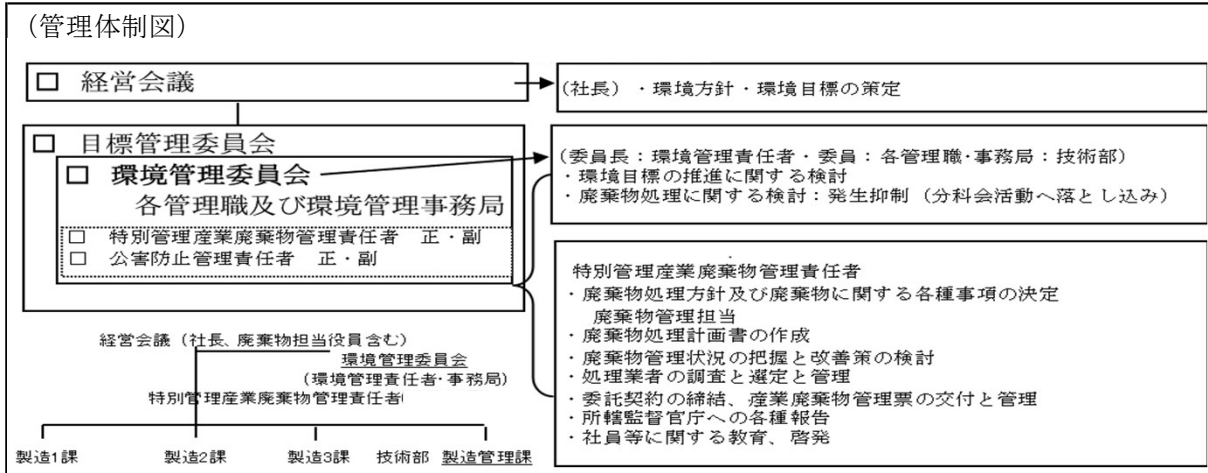 (管理体制図)
□ 経営会議
(社長)・環境方針・環境目標の策定
□ 目標管理委員会
□ 環境管理委員会
各管理職及び環境管理事務局
□ 特別管理産業廃棄物管理責任者 正・副
□ 公害防止管理責任者 正・副
(委員長：環境管理責任者・委員：各管理職・事務局：技術部)
・環境目標の推進に関する検討
・廃棄物処理に関する検討：発生抑制(分科会活動へ落とし込み)
特別管理産業廃棄物管理責任者
・廃棄物処理方針及び廃棄物に関する各種事項の決定
廃棄物管理担当
・廃棄物処理計画書の作成
・廃棄物管理状況の把握と改善策の検討
・処理業者の調査と選定と管理
・委託契約の締結、産業廃棄物管理票の交付と管理
・所轄監督官庁への各種報告
・社員等に関する教育、啓発
経営会議(社長、廃棄物担当役員含む)
環境管理委員会
(環境管理責任者・事務局)
特別管理産業廃棄物管理責任者
製造1課 製造2課 製造3課 技術部 製造管理課